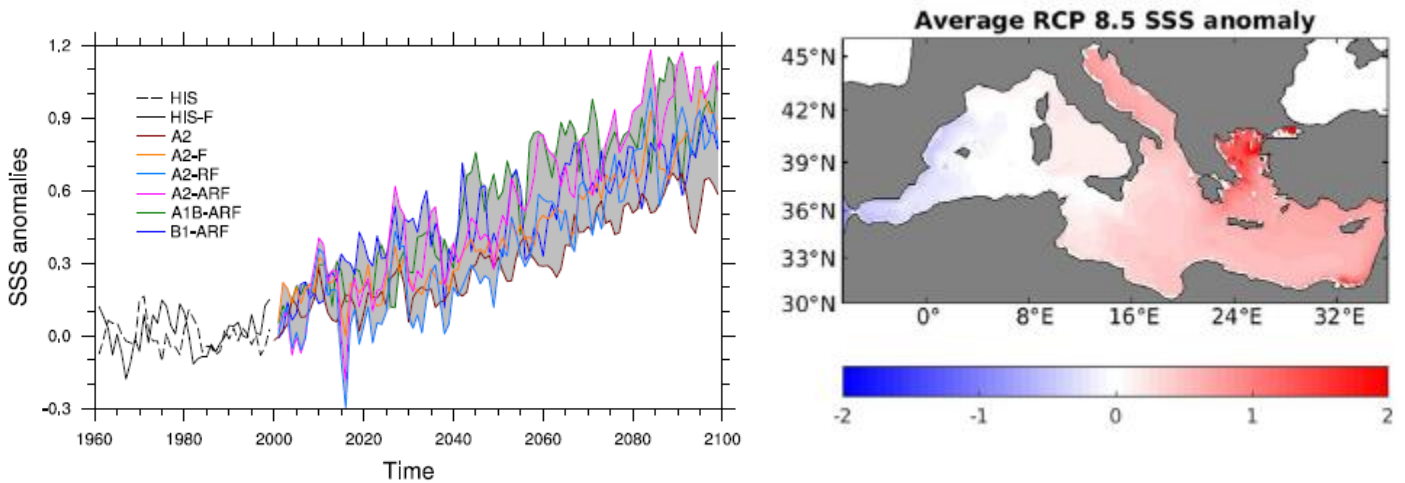 1.2
0.9
0.6
0.3
0.0
-0.3
SSS anomalies
HIS
HIS-F
A2
A2-F
A2-RF
A2-ARF
A1B-ARF
B1-ARF
1960 1980 2000 2020 2040 2060 2080 2100
Time
Average RCP 8.5 SSS anomaly
45°N
42°N
39°N
36°N
33°N
30°N
0° 8°E 16°E 24°E 32°E
-2 -1 0 1 2